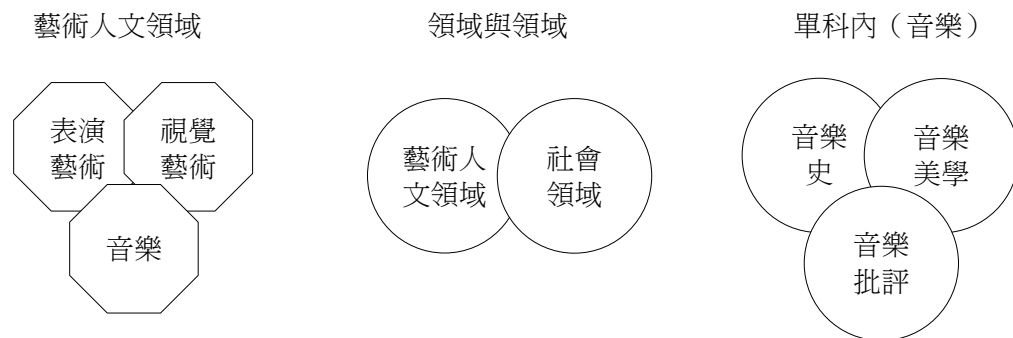 藝術人文領域
領域與領域
單科內（音樂）
表演
藝術
視覺
藝術
音樂
藝術人
文領域
社會
領域
音樂
史
音樂
美學
音樂
批評